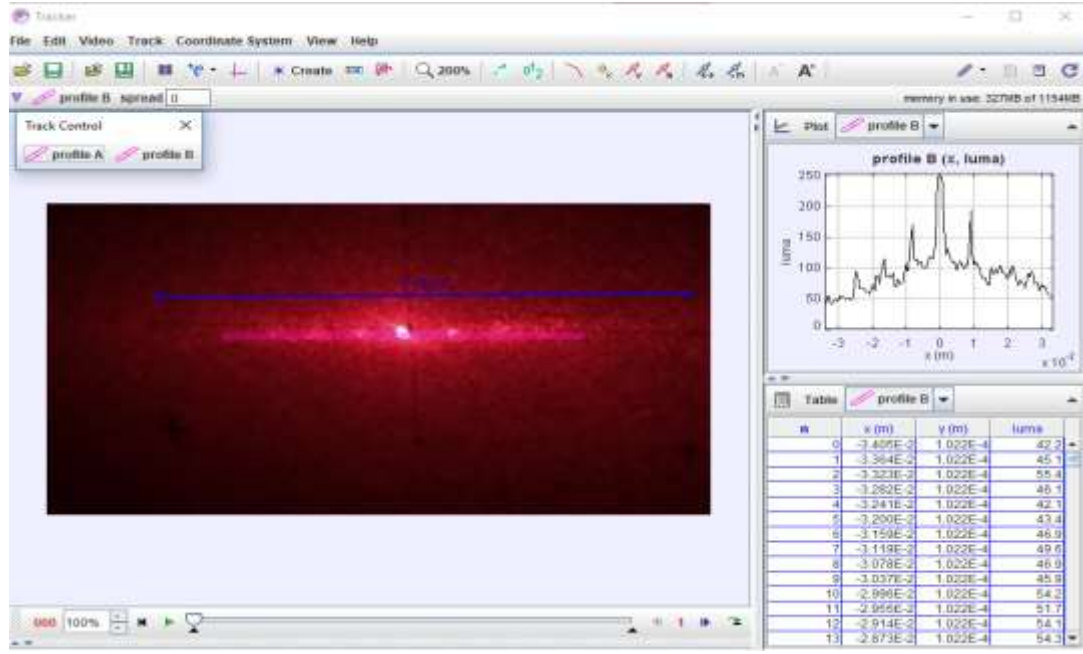 Tracker
File Edit Video Track Coordinate System View Help
Create 200% A A
profile B spread 0 memory in use: 327MB of 1154MB
Track Control
profile A profile B
Plot profile B
profile B (x, luma)
250
200
150
100
50
0
luma
-3 -2 -1 0 1 2 3
x (m)
x 10-2
Table profile B
n x (m) y (m) luma
0 -3.405E-2 1.022E-4 42.2
1 -3.364E-2 1.022E-4 45.1
2 -3.323E-2 1.022E-4 55.4
3 -3.282E-2 1.022E-4 46.1
4 -3.241E-2 1.022E-4 42.1
5 -3.200E-2 1.022E-4 43.4
6 -3.159E-2 1.022E-4 46.9
7 -3.119E-2 1.022E-4 49.6
8 -3.078E-2 1.022E-4 46.9
9 -3.037E-2 1.022E-4 45.9
10 -2.996E-2 1.022E-4 54.2
11 -2.955E-2 1.022E-4 51.7
12 -2.914E-2 1.022E-4 54.1
13 -2.873E-2 1.022E-4 54.3
000 100% 1